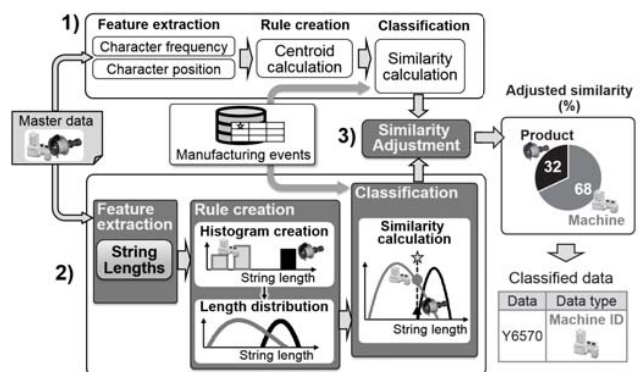 1)
Feature extraction
Rule creation
Classification
Character frequency
Character position
Centroid
calculation
Similarity
calculation
Master data
Manufacturing events
3)
Similarity
Adjustment
Adjusted similarity
(%)
Product
32
68
Machine
2)
Feature
extraction
String
Lengths
Rule creation
Histogram creation
String length
Length distribution
String length
Classification
Similarity
calculation
String length
Classified data
Data
Data type
Y6570
Machine ID